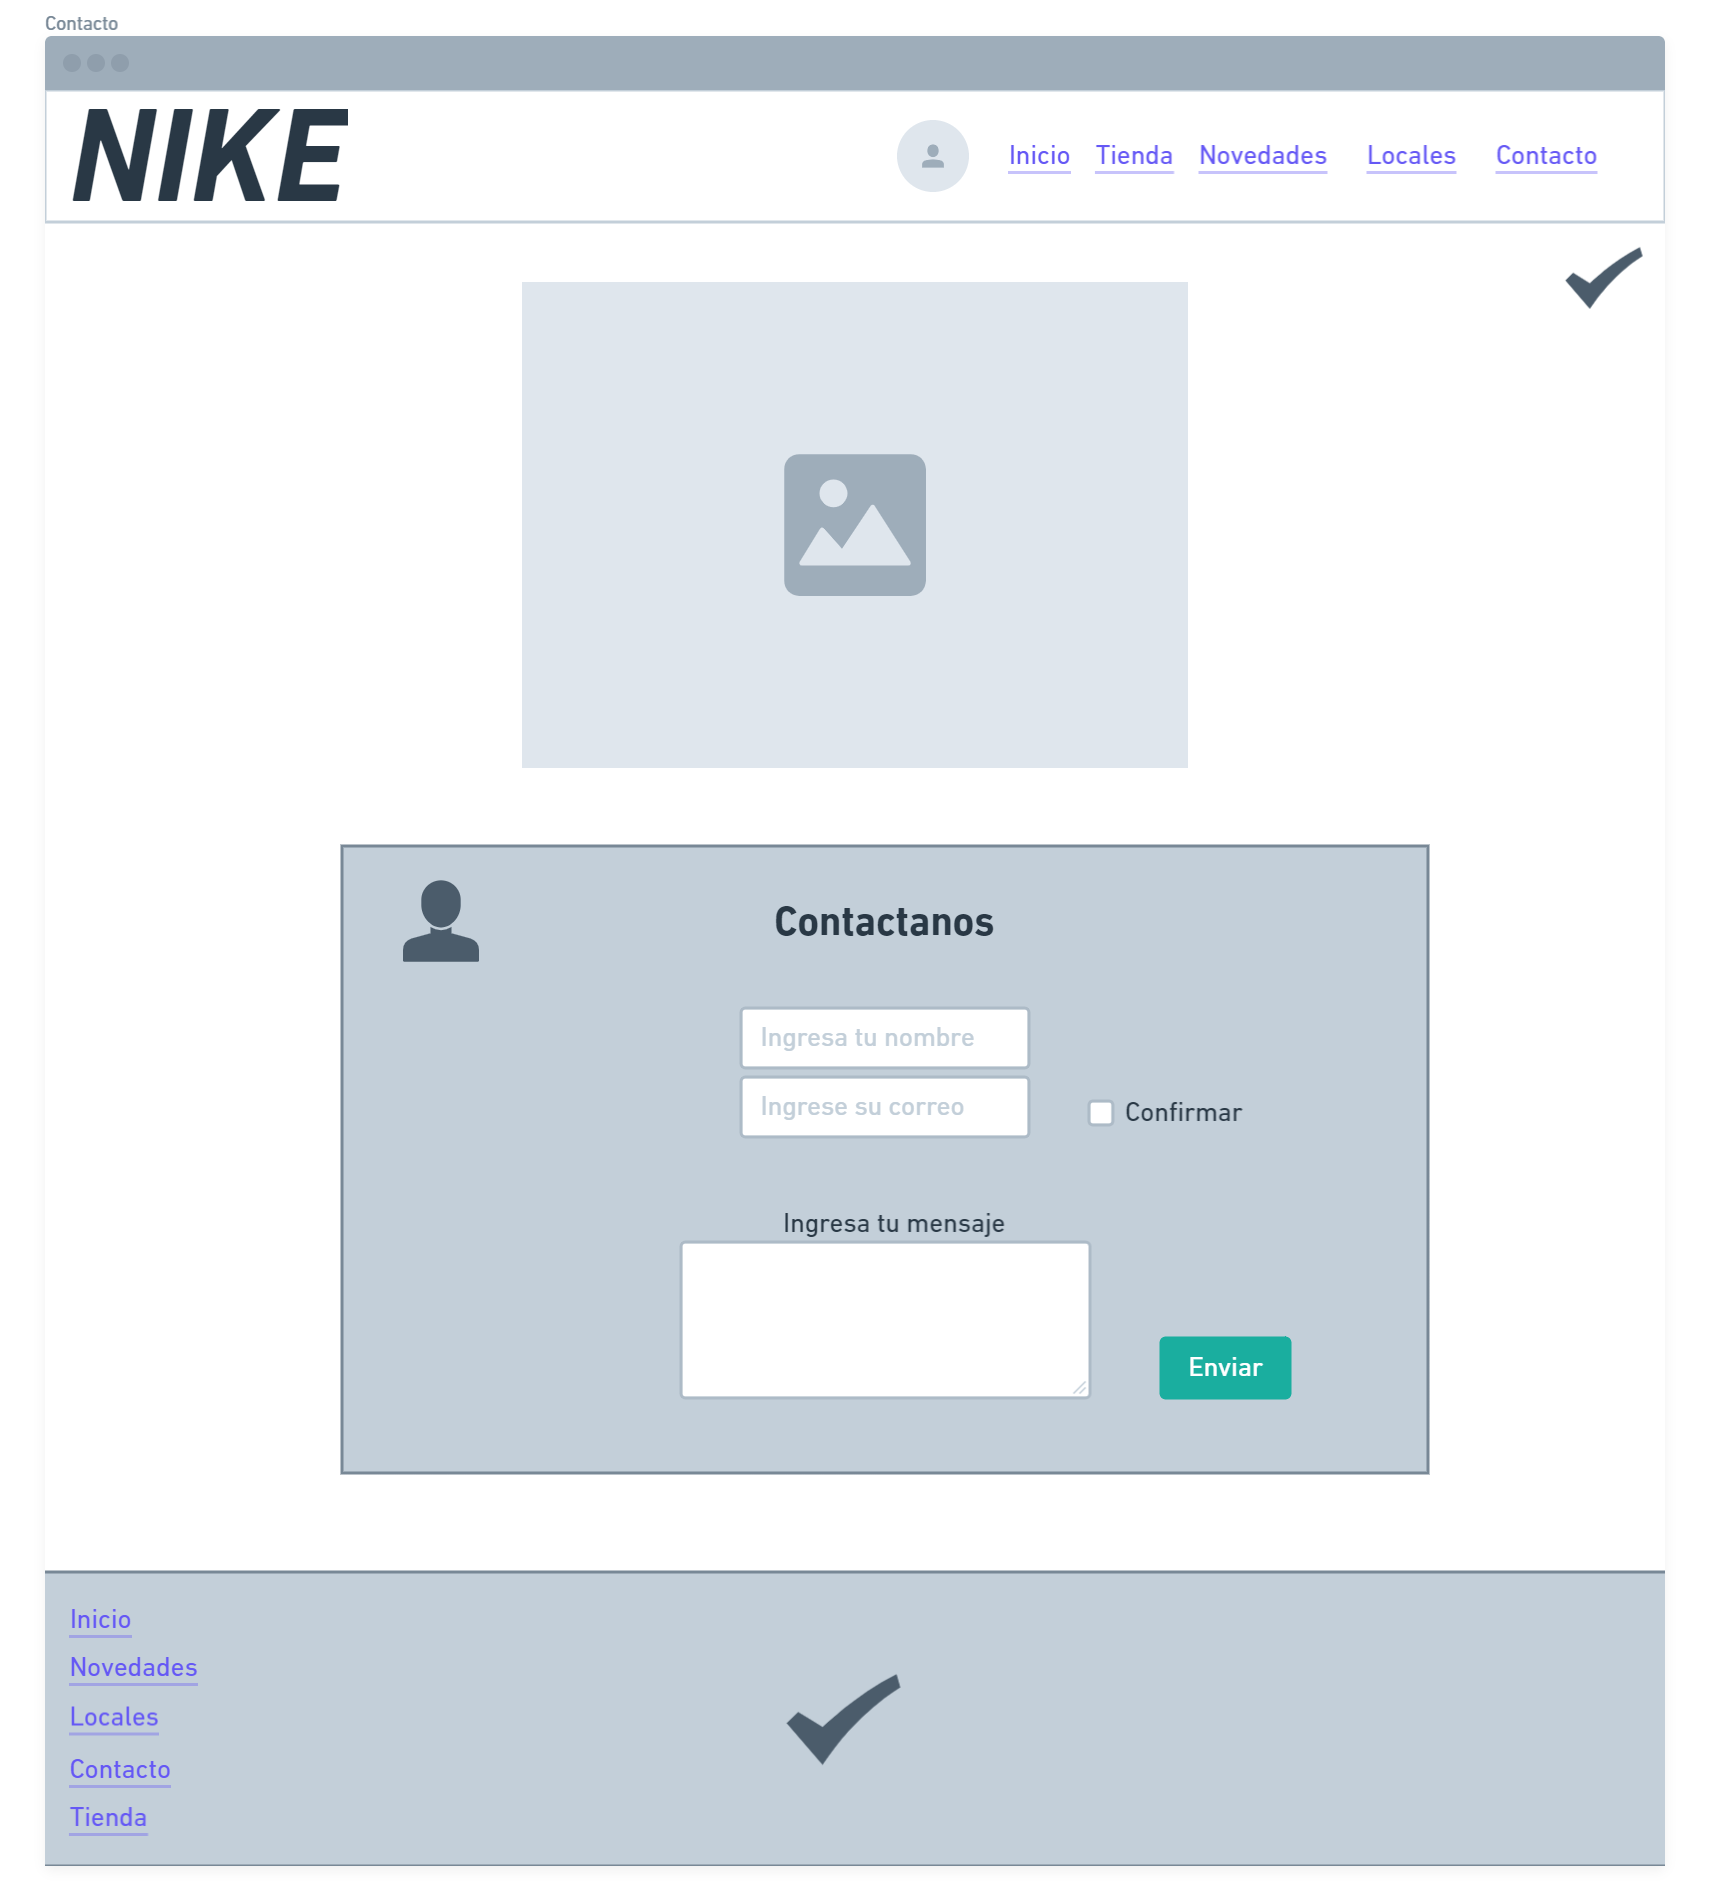 Contacto
NIKE
Inicio Tienda Novedades Locales Contacto
Contactanos
Ingresa tu nombre
Ingrese su correo
Confirmar
Ingresa tu mensaje
Enviar
Inicio
Novedades
Locales
Contacto
Tienda